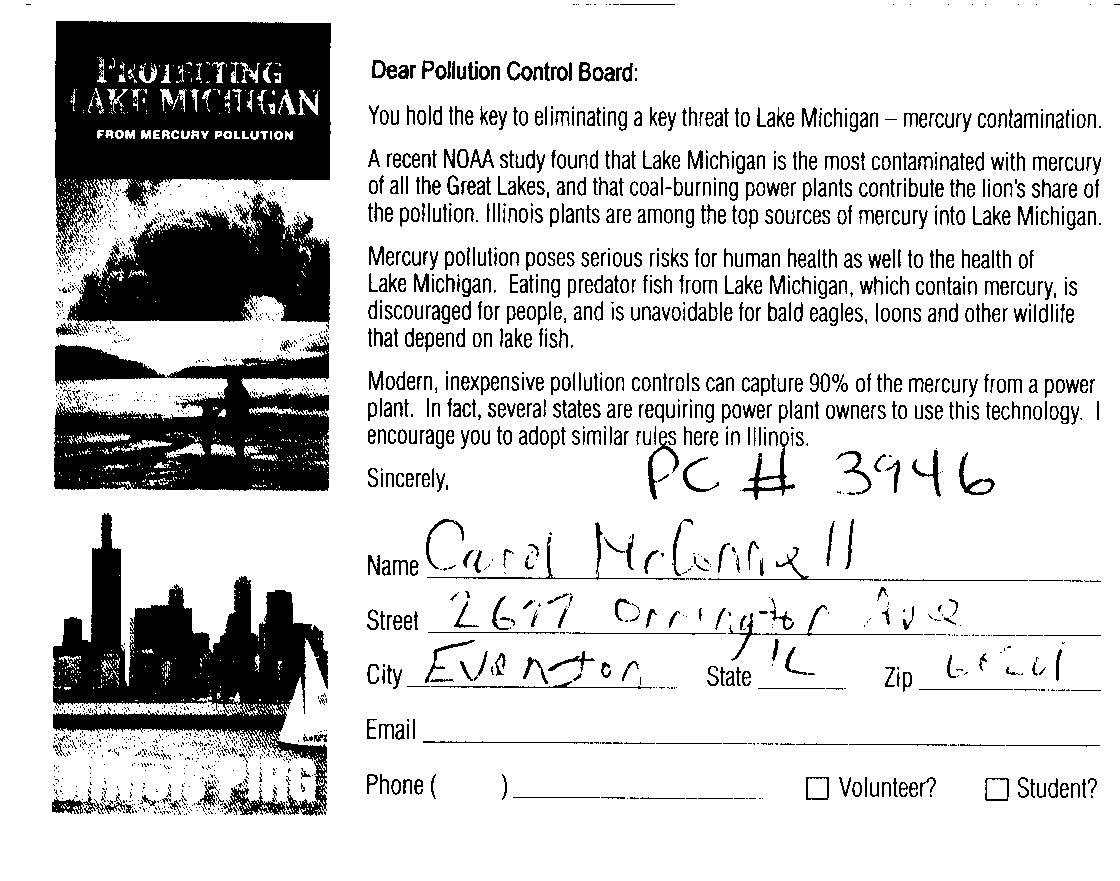 PROTECTING
LAKE MICHIGAN
FROM MERCURY POLLUTION
Illinois PIRG
Dear Pollution Control Board:
You hold the key to eliminating a key threat to Lake Michigan – mercury contamination.
A recent NOAA study found that Lake Michigan is the most contaminated with mercury
of all the Great Lakes, and that coal-burning power plants contribute the lion's share of
the pollution. Illinois plants are among the top sources of mercury into Lake Michigan.
Mercury pollution poses serious risks for human health as well to the health of
Lake Michigan. Eating predator fish from Lake Michigan, which contain mercury, is
discouraged for people, and is unavoidable for bald eagles, loons and other wildlife
that depend on lake fish.
Modern, inexpensive pollution controls can capture 90% of the mercury from a power
plant. In fact, several states are requiring power plant owners to use this technology. I
encourage you to adopt similar rules here in Illinois.
Sincerely,
PC # 3946
Name Carol McConnell
Street 2677 Orrington Ave
City Evanston State IL Zip
Email
Phone ( )
Volunteer? Student?